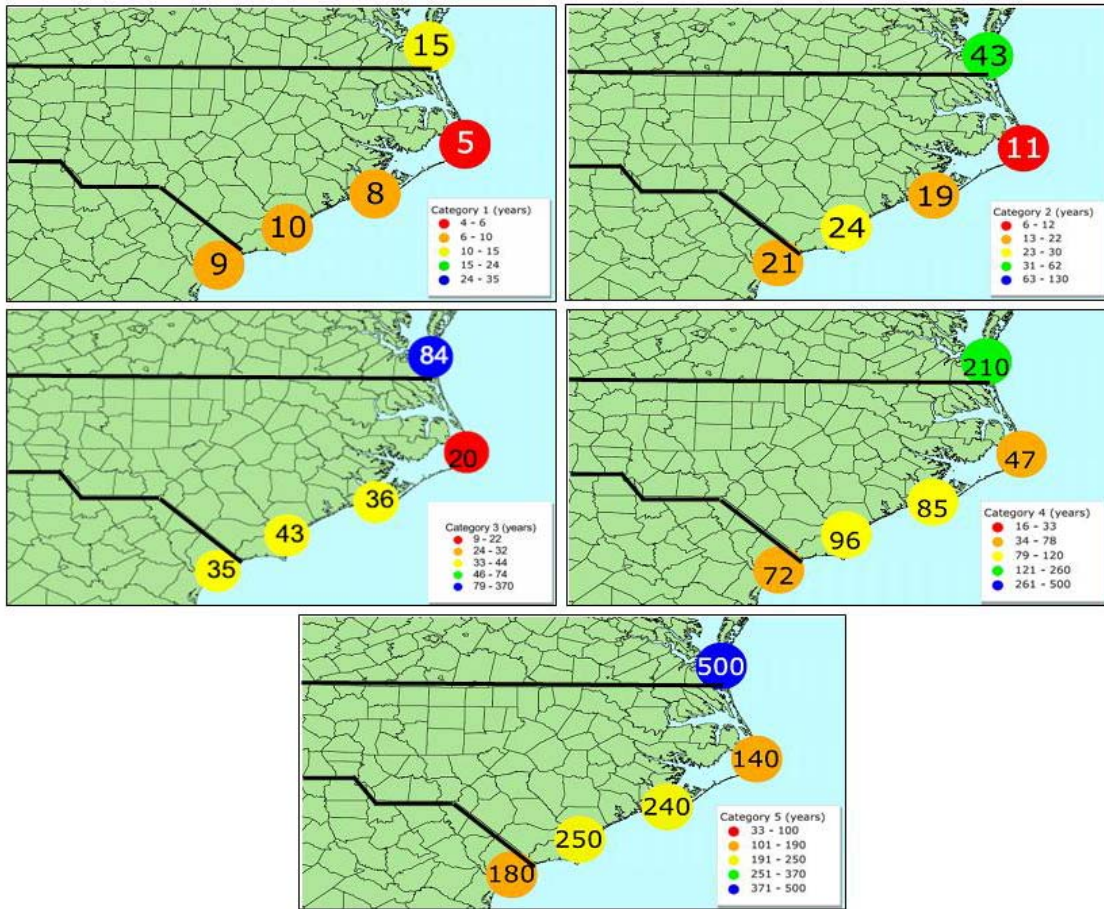 15
5
8
10
9
Category 1 (years)
4 - 6
6 - 10
10 - 15
15 - 24
24 - 35
43
11
19
24
21
Category 2 (years)
6 - 12
13 - 22
23 - 30
31 - 62
63 - 130
84
20
36
43
35
Category 3 (years)
9 - 22
24 - 32
33 - 44
46 - 74
79 - 370
210
47
85
96
72
Category 4 (years)
16 - 33
34 - 78
79 - 120
121 - 260
261 - 500
500
140
240
250
180
Category 5 (years)
33 - 100
101 - 190
191 - 250
251 - 370
371 - 500